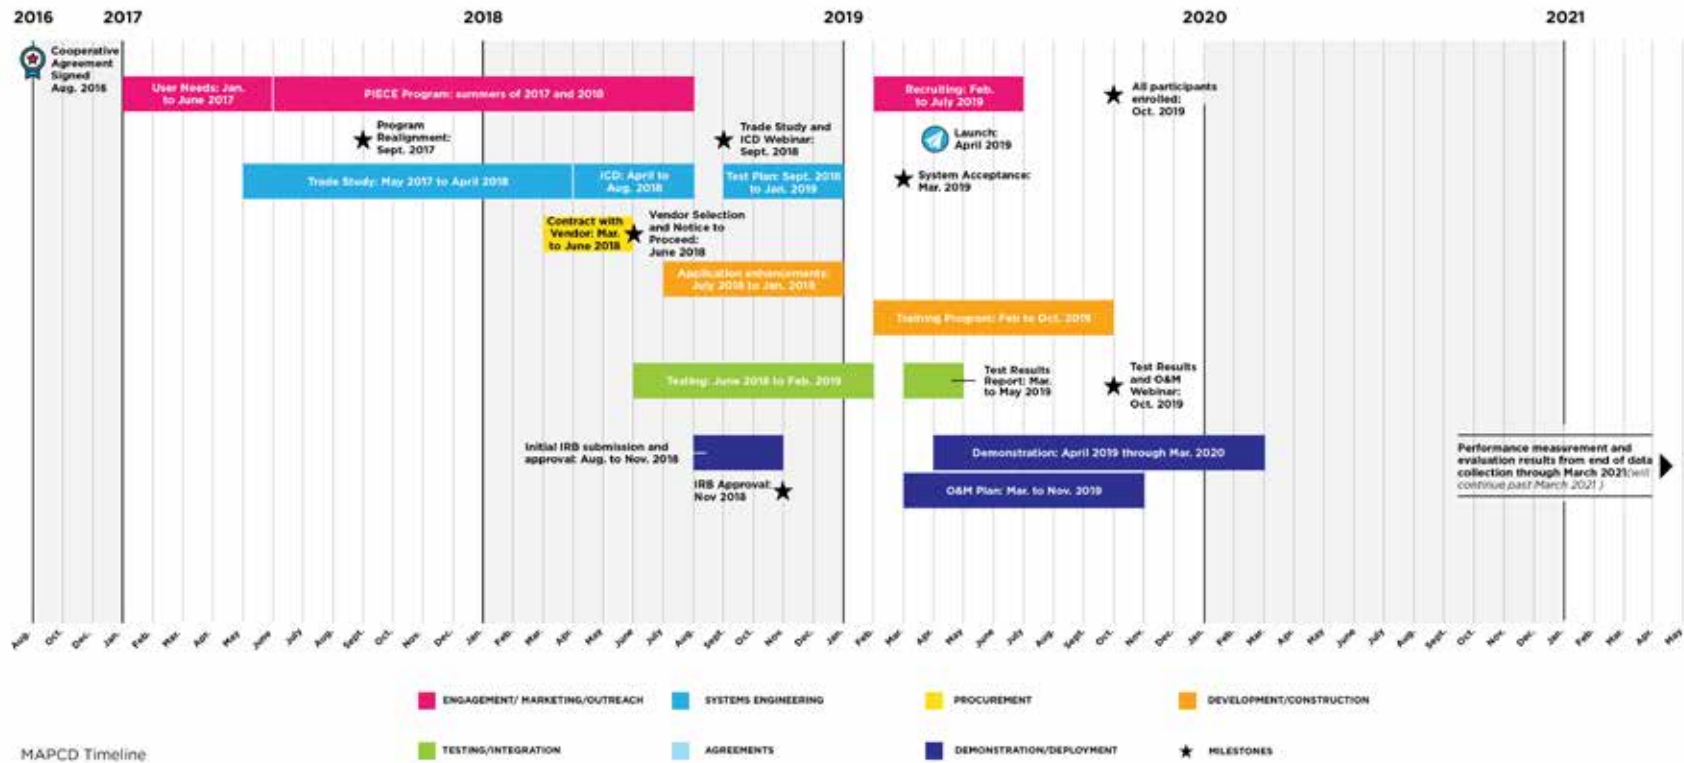 2016 2017 2018 2019 2020 2021
Cooperative
Agreement
Signed
Aug. 2016
User Needs: Jan.
to June 2017
PIECE Program: summers of 2017 and 2018
Recruiting: Feb.
to July 2019
All participants
enrolled:
Oct. 2019
Program
Realignment:
Sept. 2017
Trade Study and
ICD Webinar:
Sept. 2018
Launch:
April 2019
Trade Study: May 2017 to April 2018
ICD: April to
Aug. 2018
Test Plan: Sept. 2018
to Jan. 2019
System Acceptance:
Mar. 2019
Contract with
Vendor: Mar.
to June 2018
Vendor Selection
and Notice to
Proceed:
June 2018
Application enhancements:
July 2018 to Jan. 2019
Training Program: Feb to Oct. 2019
Testing: June 2018 to Feb. 2019
Test Results
Report: Mar.
to May 2019
Test Results
and O&M
Webinar:
Oct. 2019
Initial IRB submission and
approval: Aug. to Nov. 2018
Demonstration: April 2019 through Mar. 2020
Performance measurement and
evaluation results from end of data
collection through March 2021(will
continue past March 2021 )
IRB Approval:
Nov 2018
O&M Plan: Mar. to Nov. 2019
Aug. Oct. Dec. Jan. Feb. Mar. Apr. May June July Aug. Sept. Oct. Nov. Dec. Jan. Feb. Mar. Apr. May June July Aug. Sept. Oct. Nov. Dec. Jan. Feb. Mar. Apr. May June July Aug. Sept. Oct. Nov. Dec. Jan. Feb. Mar. Apr. May June July Aug. Sept. Oct. Nov. Dec. Jan. Feb. Mar. Apr. May
ENGAGEMENT/ MARKETING/OUTREACH SYSTEMS ENGINEERING PROCUREMENT DEVELOPMENT/CONSTRUCTION
TESTING/INTEGRATION AGREEMENTS DEMONSTRATION/DEPLOYMENT MILESTONES
MAPCD Timeline